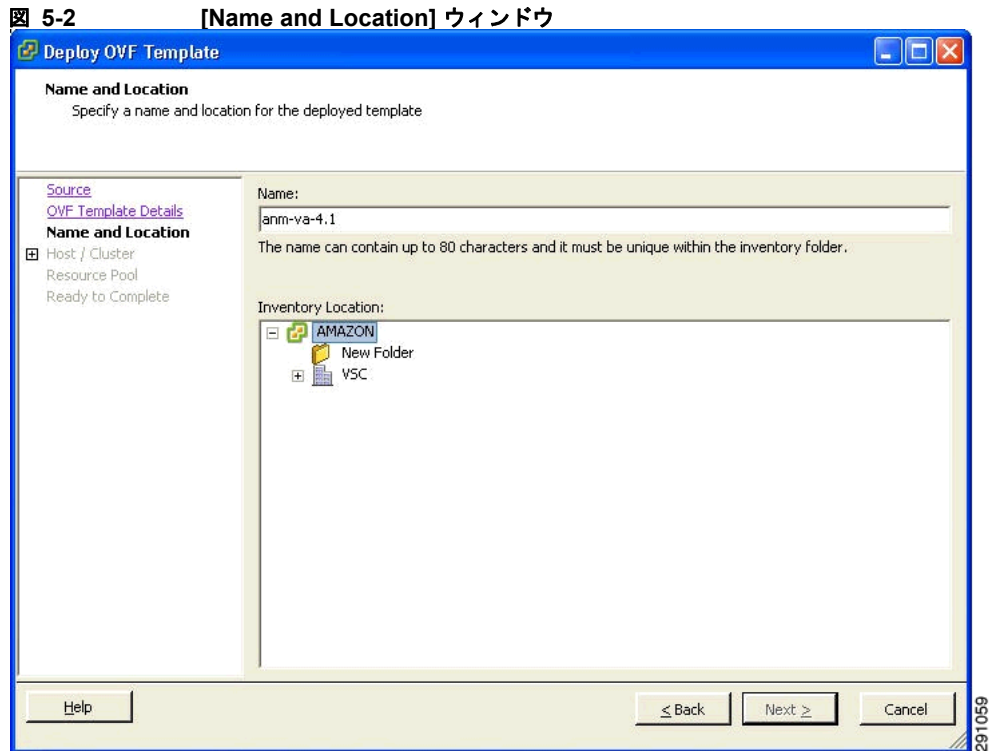 図 5-2 [Name and Location] ウィンドウ
Deploy OVF Template
Name and Location
Specify a name and location for the deployed template
Source
OVF Template Details
Name and Location
Host / Cluster
Resource Pool
Ready to Complete
Name:
anm-va-4.1
The name can contain up to 80 characters and it must be unique within the inventory folder.
Inventory Location:
AMAZON
New Folder
VSC
Help
≤ Back
Next ≥
Cancel
291059